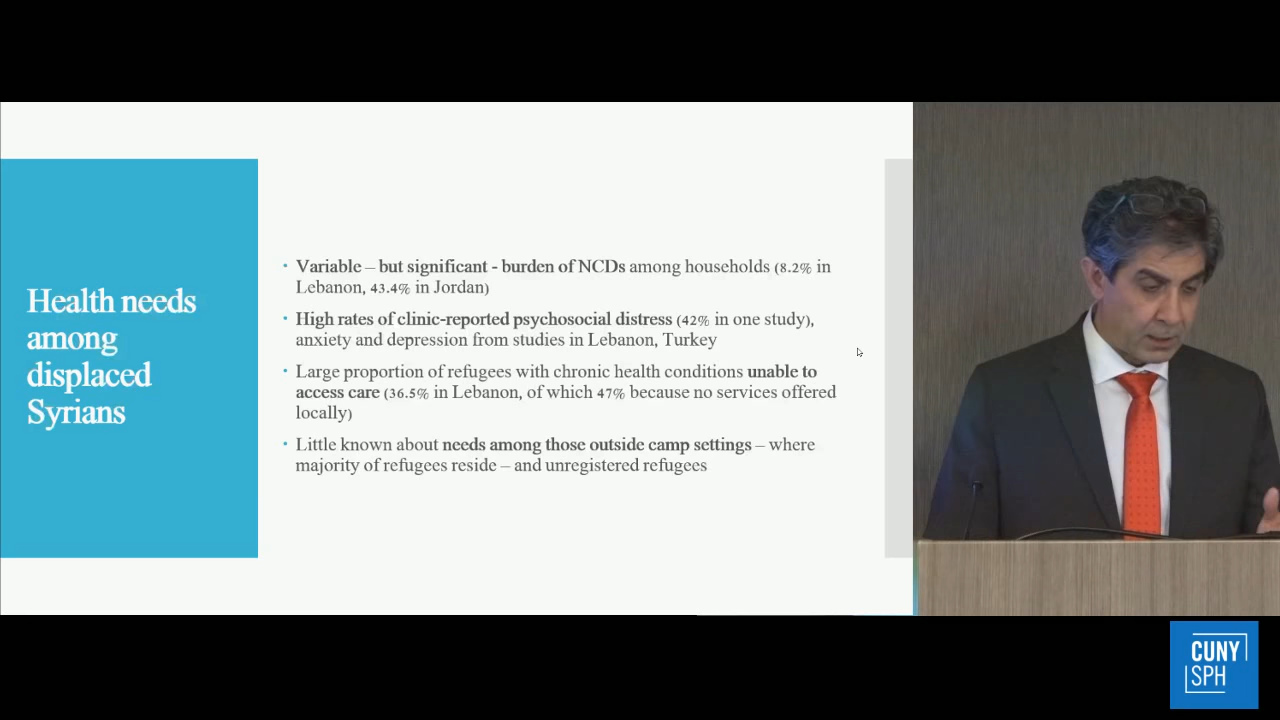 Health needs
among
displaced
Syrians
• Variable – but significant - burden of NCDs among households (8.2% in
Lebanon, 43.4% in Jordan)
• High rates of clinic-reported psychosocial distress (42% in one study),
anxiety and depression from studies in Lebanon, Turkey
• Large proportion of refugees with chronic health conditions unable to
access care (36.5% in Lebanon, of which 47% because no services offered
locally)
• Little known about needs among those outside camp settings – where
majority of refugees reside – and unregistered refugees
CUNY
SPH